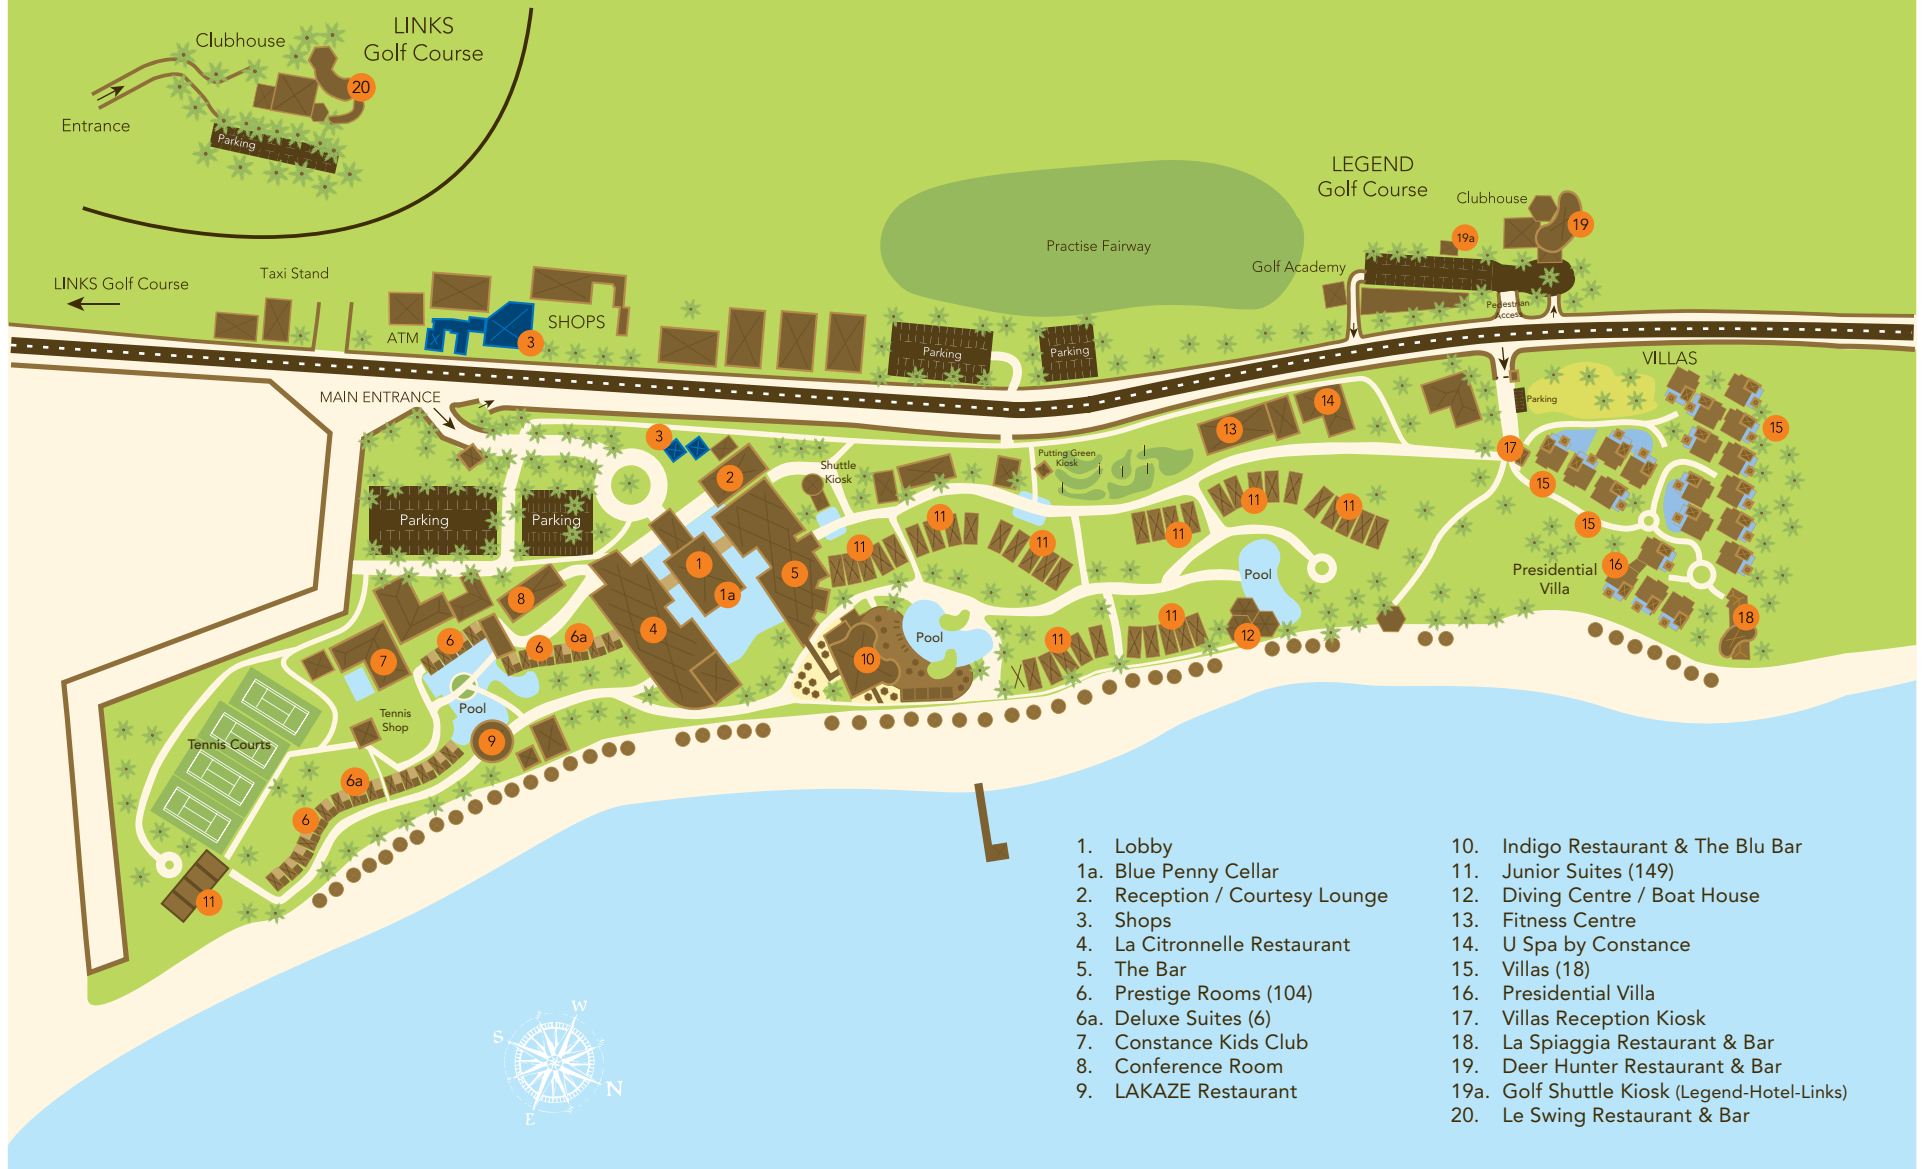 LINKS
Golf Course
Clubhouse
20
Entrance
Parking
LEGEND
Golf Course
Clubhouse
19
19a
Practise Fairway
Golf Academy
Pedestrian
Access
LINKS Golf Course
Taxi Stand
ATM
SHOPS
3
Parking
Parking
VILLAS
MAIN ENTRANCE
Parking
14
13
15
3
17
Putting Green
Kiosk
Shuttle
Kiosk
2
15
11
11
11
15
Parking
Parking
11
11
11
11
1
5
Pool
Presidential
Villa
16
1a
8
11
11
18
4
6
6
6a
Pool
12
7
10
Pool
Tennis
Shop
9
Tennis Courts
6a
6
11
S
W
E
N
1. Lobby
1a. Blue Penny Cellar
2. Reception / Courtesy Lounge
3. Shops
4. La Citronnelle Restaurant
5. The Bar
6. Prestige Rooms (104)
6a. Deluxe Suites (6)
7. Constance Kids Club
8. Conference Room
9. LAKAZE Restaurant
10. Indigo Restaurant & The Blu Bar
11. Junior Suites (149)
12. Diving Centre / Boat House
13. Fitness Centre
14. U Spa by Constance
15. Villas (18)
16. Presidential Villa
17. Villas Reception Kiosk
18. La Spiaggia Restaurant & Bar
19. Deer Hunter Restaurant & Bar
19a. Golf Shuttle Kiosk (Legend-Hotel-Links)
20. Le Swing Restaurant & Bar